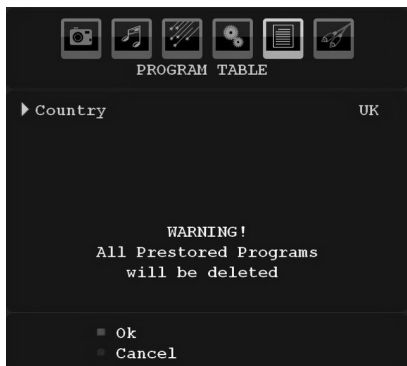 PROGRAM TABLE
Country UK
WARNING!
All Prestored Programs
will be deleted
Ok
Cancel